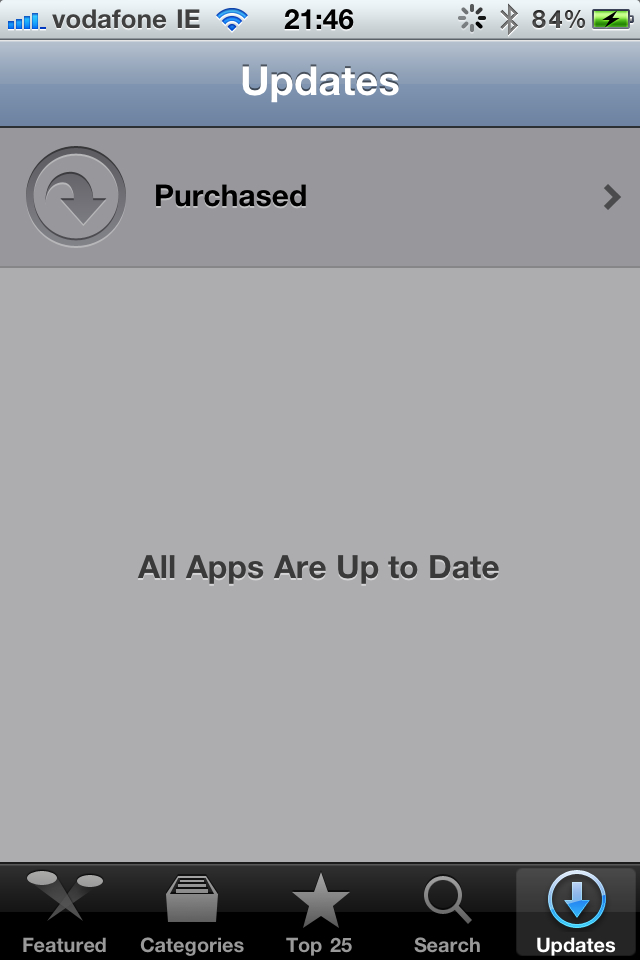 vodafone IE 21:46 84%
Updates
Purchased
All Apps Are Up to Date
Featured Categories Top 25 Search Updates